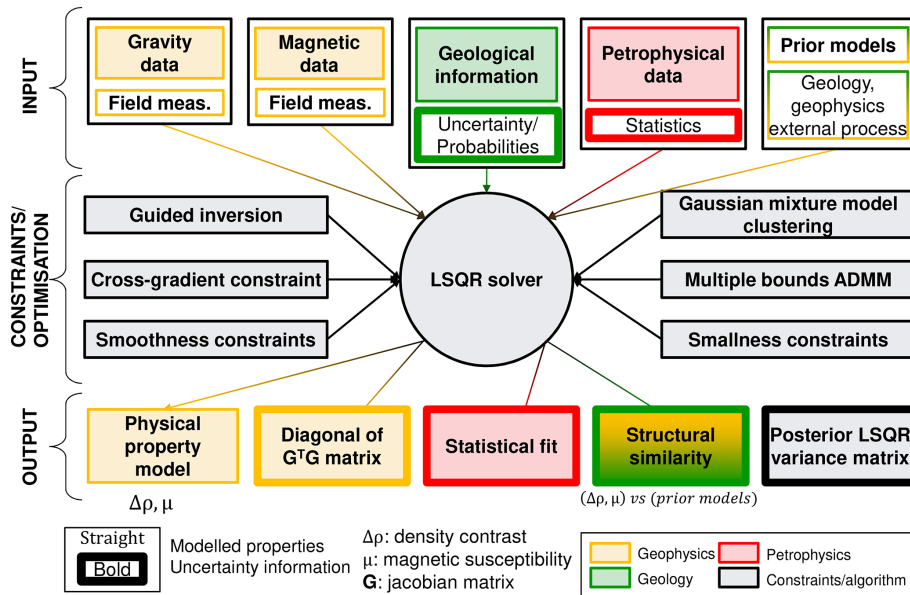 INPUT
Gravity
data
Field meas.
Magnetic
data
Field meas.
Geological
information
Uncertainty/
Probabilities
Petrophysical
data
Statistics
Prior models
Geology,
geophysics
external process
CONSTRAINTS/
OPTIMISATION
Guided inversion
Cross-gradient constraint
Smoothness constraints
LSQR solver
Gaussian mixture model
clustering
Multiple bounds ADMM
Smallness constraints
OUTPUT
Physical
property
model
Δρ, μ
Diagonal of
GᵀG matrix
Statistical fit
Structural
similarity
(Δρ, μ) vs (prior models)
Posterior LSQR
variance matrix
Straight
Bold
Modelled properties
Uncertainty information
Δρ: density contrast
μ: magnetic susceptibility
G: jacobian matrix
Geophysics
Petrophysics
Geology
Constraints/algorithm